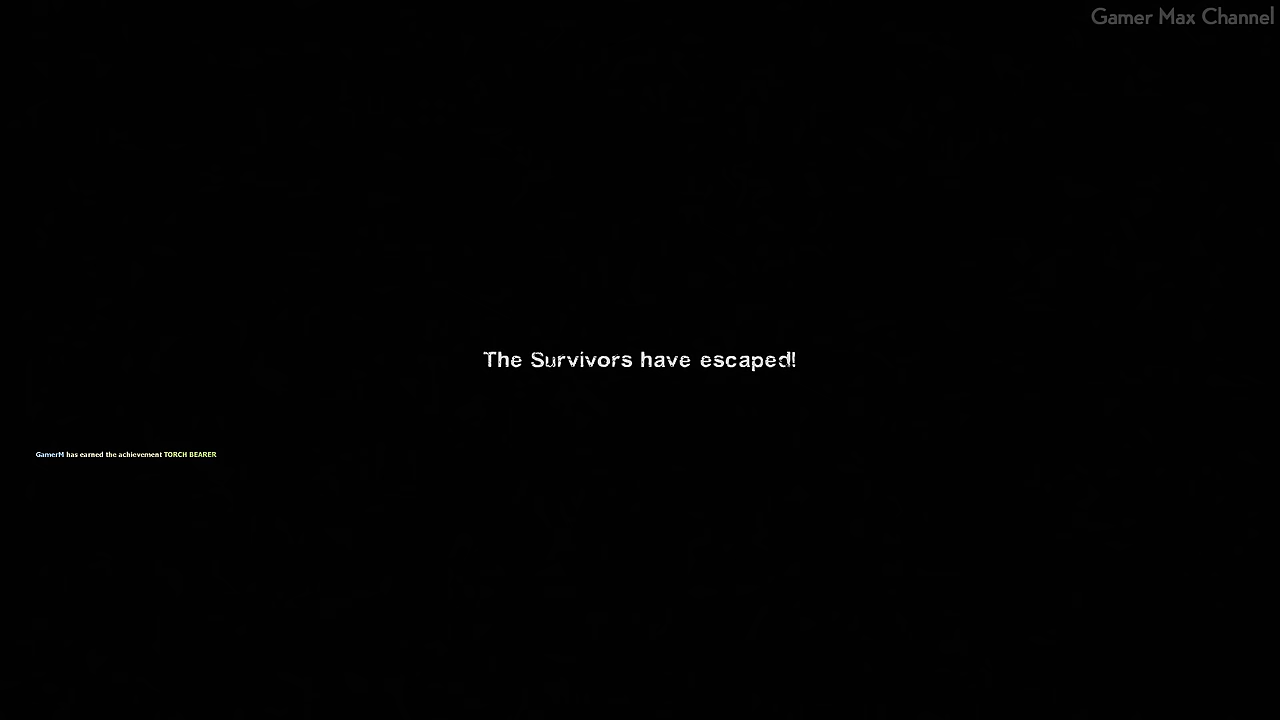 Gamer Max Channel
The Survivors have escaped!
GamerM has earned the achievement TORCH BEARER